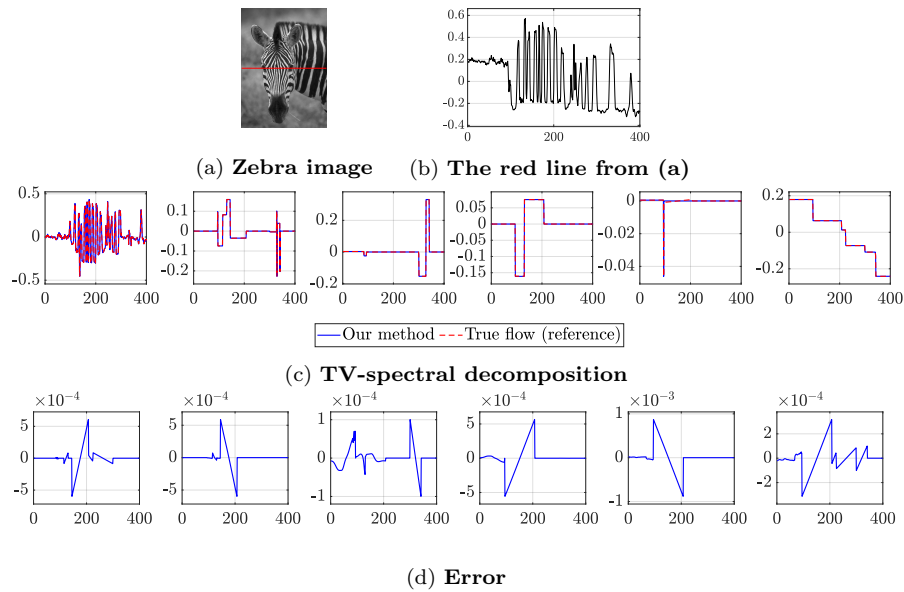 0.6
0.4
0.2
0
-0.2
-0.4
0 200 400
(a) Zebra image (b) The red line from (a)
0.5
0
-0.5
0 200 400
0.1
0
-0.1
-0.2
0 200 400
0.2
0
0 200 400
0.05
0
-0.05
-0.10
-0.15
0 200 400
0
-0.02
-0.04
0 200 400
0.2
0
-0.2
0 200 400
Our method True flow (reference)
(c) TV-spectral decomposition
×10⁻⁴
5
0
-5
0 200 400
×10⁻⁴
5
0
-5
0 200 400
×10⁻⁴
1
0
-1
0 200 400
×10⁻⁴
5
0
-5
0 200 400
×10⁻³
1
0
-1
0 200 400
×10⁻⁴
2
0
-2
0 200 400
(d) Error